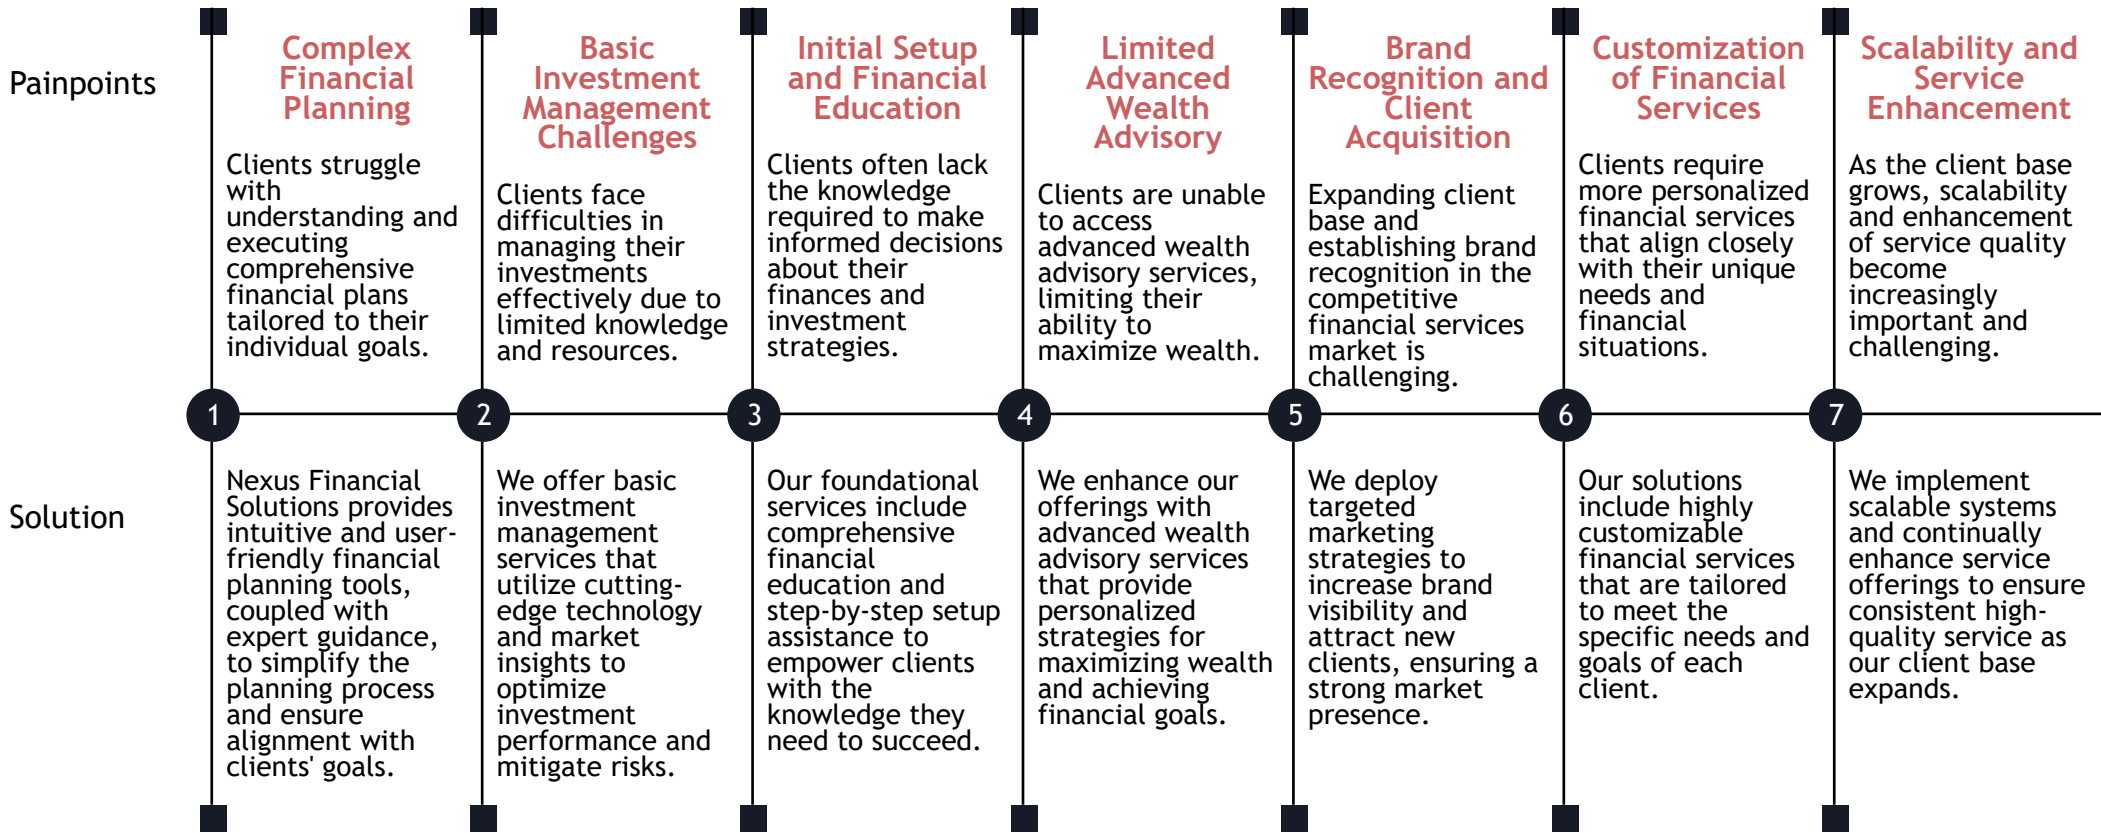 Painpoints
Complex
Financial
Planning
Clients struggle
with
understanding and
executing
comprehensive
financial plans
tailored to their
individual goals.
Basic
Investment
Management
Challenges
Clients face
difficulties in
managing their
investments
effectively due to
limited knowledge
and resources.
Initial Setup
and Financial
Education
Clients often lack
the knowledge
required to make
informed decisions
about their
finances and
investment
strategies.
Limited
Advanced
Wealth
Advisory
Clients are unable
to access
advanced wealth
advisory services,
limiting their
ability to
maximize wealth.
Brand
Recognition and
Client
Acquisition
Expanding client
base and
establishing brand
recognition in the
competitive
financial services
market is
challenging.
Customization
of Financial
Services
Clients require
more personalized
financial services
that align closely
with their unique
needs and
financial
situations.
Scalability and
Service
Enhancement
As the client base
grows, scalability
and enhancement
of service quality
become
increasingly
important and
challenging.
1
2
3
4
5
6
7
Solution
Nexus Financial
Solutions provides
intuitive and user-
friendly financial
planning tools,
coupled with
expert guidance,
to simplify the
planning process
and ensure
alignment with
clients' goals.
We offer basic
investment
management
services that
utilize cutting-
edge technology
and market
insights to
optimize
investment
performance and
mitigate risks.
Our foundational
services include
comprehensive
financial
education and
step-by-step setup
assistance to
empower clients
with the
knowledge they
need to succeed.
We enhance our
offerings with
advanced wealth
advisory services
that provide
personalized
strategies for
maximizing wealth
and achieving
financial goals.
We deploy
targeted
marketing
strategies to
increase brand
visibility and
attract new
clients, ensuring a
strong market
presence.
Our solutions
include highly
customizable
financial services
that are tailored
to meet the
specific needs and
goals of each
client.
We implement
scalable systems
and continually
enhance service
offerings to ensure
consistent high-
quality service as
our client base
expands.